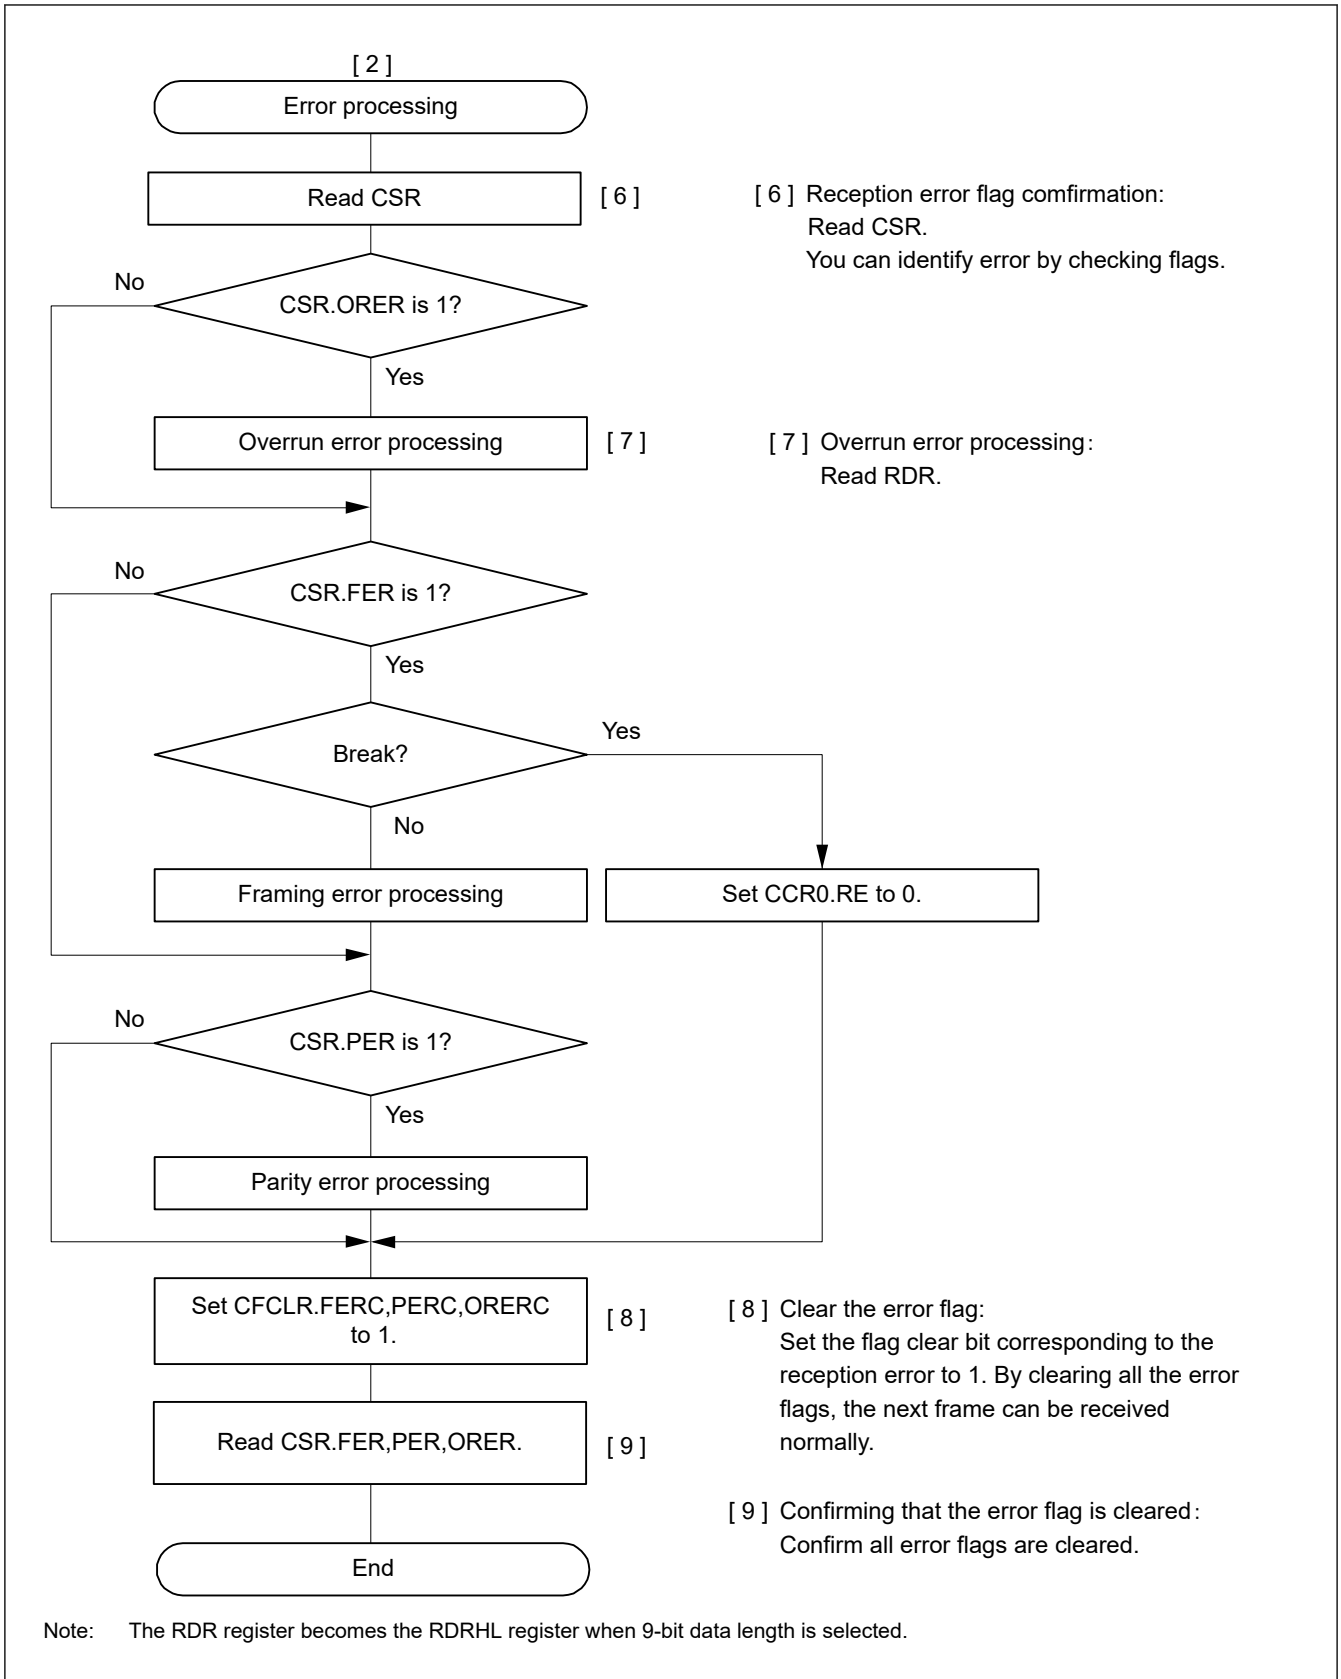 [ 2 ]
Error processing
Read CSR
[ 6 ]
[ 6 ] Reception error flag comfirmation:
Read CSR.
You can identify error by checking flags.
No
CSR.ORER is 1?
Yes
Overrun error processing
[ 7 ]
[ 7 ] Overrun error processing:
Read RDR.
No
CSR.FER is 1?
Yes
Break?
Yes
No
Framing error processing
Set CCR0.RE to 0.
No
CSR.PER is 1?
Yes
Parity error processing
Set CFCLR.FERC,PERC,ORERC
to 1.
[ 8 ]
[ 8 ] Clear the error flag:
Set the flag clear bit corresponding to the
reception error to 1. By clearing all the error
flags, the next frame can be received
normally.
Read CSR.FER,PER,ORER.
[ 9 ]
[ 9 ] Confirming that the error flag is cleared:
Confirm all error flags are cleared.
End
Note: The RDR register becomes the RDRHL register when 9-bit data length is selected.